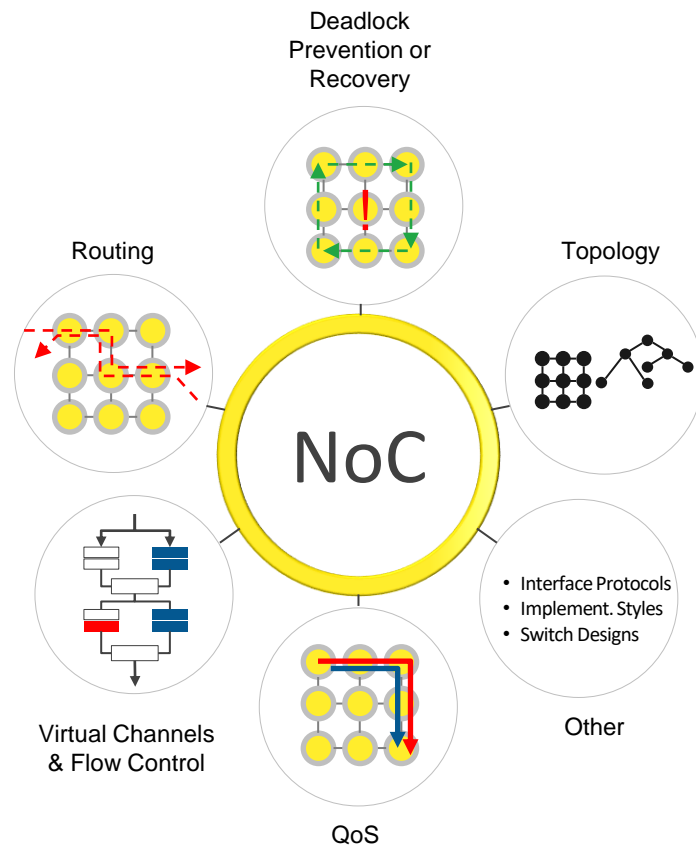 Deadlock
Prevention or
Recovery
Routing
Topology
NoC
• Interface Protocols
• Implement. Styles
• Switch Designs
Virtual Channels
& Flow Control
Other
QoS